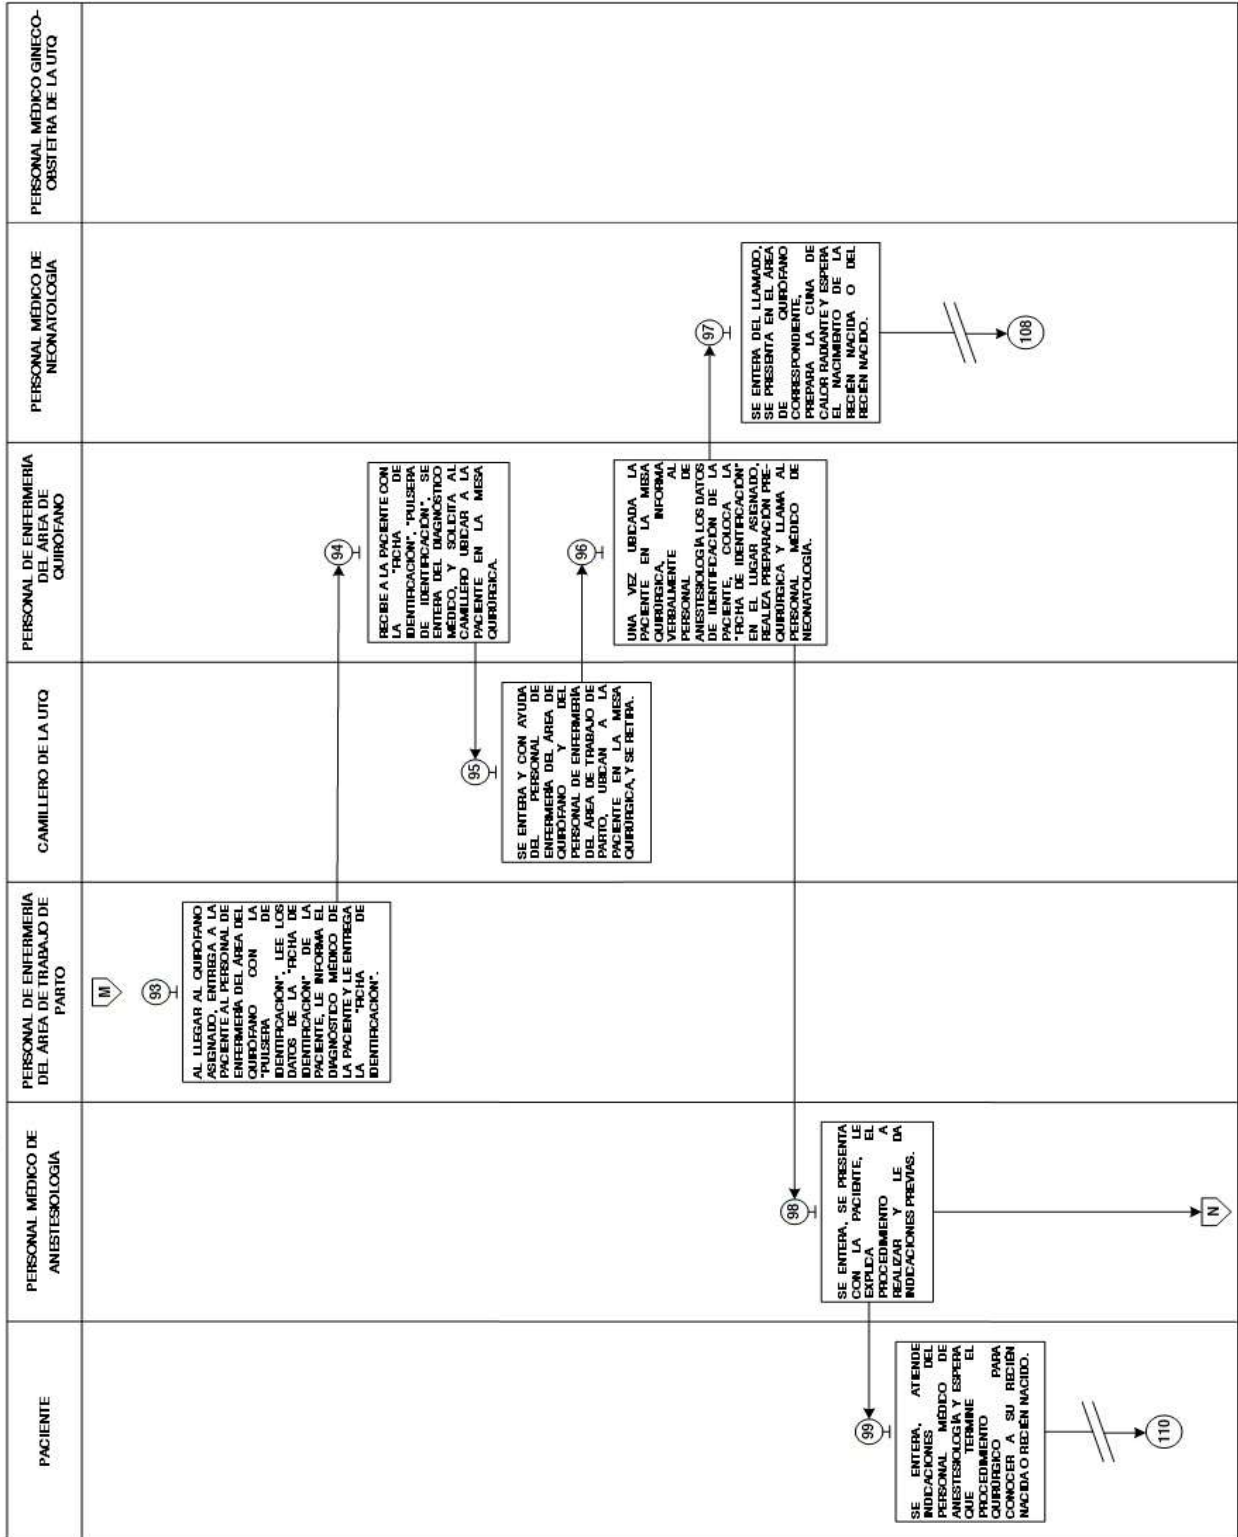 PACIENTE
PERSONAL MÉDICO DE
ANESTESIOLOGÍA
PERSONAL DE ENFERMERÍA
DEL ÁREA DE TRABAJO DE
PARTO
CAMILLERO DE LA UTQ
PERSONAL DE ENFERMERÍA
DEL ÁREA DE
QUIRÓFANO
PERSONAL MÉDICO DE
NEONATOLOGÍA
PERSONAL MÉDICO GINECO-
OBSTETRA DE LA UTQ
M
93
AL LLEGAR AL QUIRÓFANO
ASIGNADO, ENTREGA A LA
PACIENTE AL PERSONAL DE
ENFERMERÍA DEL ÁREA DEL
QUIRÓFANO CON LA
"PULSERA DE
IDENTIFICACIÓN", LEE LOS
DATOS DE LA "FICHA DE
IDENTIFICACIÓN" DE LA
PACIENTE, LE INFORMA EL
DIAGNÓSTICO MÉDICO DE
LA PACIENTE Y LE ENTREGA
LA "FICHA DE
IDENTIFICACIÓN".
94
RECIBE A LA PACIENTE CON
LA "FICHA DE
IDENTIFICACIÓN", "PULSERA
DE IDENTIFICACIÓN", SE
ENTERA DEL DIAGNÓSTICO
MÉDICO, Y SOLICITA AL
CAMILLERO UBICAR A LA
PACIENTE EN LA MESA
QUIRÚRGICA.
95
SE ENTERA Y CON AYUDA
DEL PERSONAL DE
ENFERMERÍA DEL ÁREA DE
QUIRÓFANO Y DEL
PERSONAL DE ENFERMERÍA
DEL ÁREA DE TRABAJO DE
PARTO, UBICAN A LA
PACIENTE EN LA MESA
QUIRÚRGICA, Y SE RETIRA.
96
UNA VEZ UBICADA LA
PACIENTE EN LA MESA
QUIRÚRGICA, INFORMA
VERBALMENTE AL
PERSONAL DE
ANESTESIOLOGÍA LOS DATOS
DE IDENTIFICACIÓN DE LA
PACIENTE, COLOCA LA
"FICHA DE IDENTIFICACIÓN"
EN EL LUGAR ASIGNADO,
REALIZA PREPARACIÓN PRE-
QUIRÚRGICA Y LLAMA AL
PERSONAL MÉDICO DE
NEONATOLOGÍA.
97
SE ENTERA DEL LLAMADO,
SE PRESENTA EN EL ÁREA
DE QUIRÓFANO
CORRESPONDIENTE,
PREPARA LA CUNA DE
CALOR RADIANTE Y ESPERA
EL NACIMIENTO DE LA
RECIÉN NACIDA O DEL
RECIÉN NACIDO.
108
98
SE ENTERA, SE PRESENTA
CON LA PACIENTE, LE
EXPLICA EL
PROCEDIMIENTO A
REALIZAR Y LE DA
INDICACIONES PREVIAS.
N
99
SE ENTERA, ATIENDE
INDICACIONES DEL
PERSONAL MÉDICO DE
ANESTESIOLOGÍA Y ESPERA
QUE TERMINE EL
PROCEDIMIENTO
QUIRÚRGICO PARA
CONOCER A SU RECIÉN
NACIDA O RECIÉN NACIDO.
110